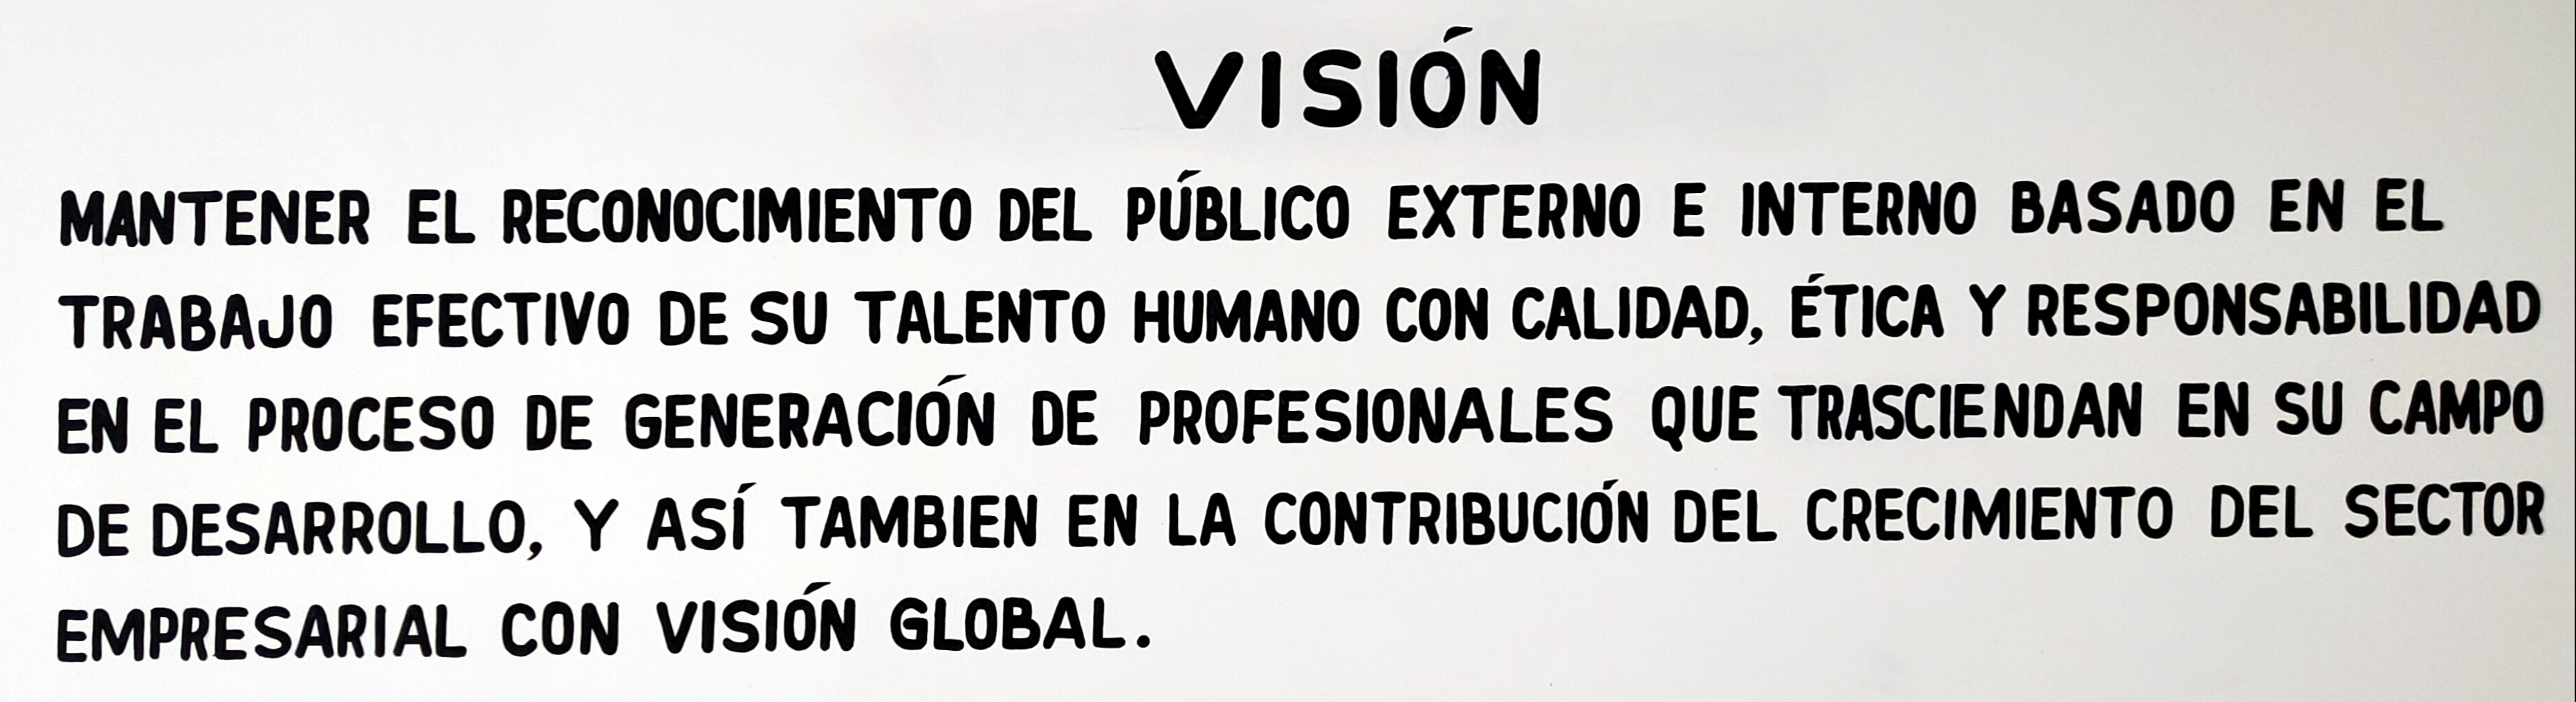 VISIÓN
MANTENER EL RECONOCIMIENTO DEL PÚBLICO EXTERNO E INTERNO BASADO EN EL
TRABAJO EFECTIVO DE SU TALENTO HUMANO CON CALIDAD, ÉTICA Y RESPONSABILIDAD
EN EL PROCESO DE GENERACIÓN DE PROFESIONALES QUE TRASCIENDAN EN SU CAMPO
DE DESARROLLO, Y ASÍ TAMBIEN EN LA CONTRIBUCIÓN DEL CRECIMIENTO DEL SECTOR
EMPRESARIAL CON VISIÓN GLOBAL.